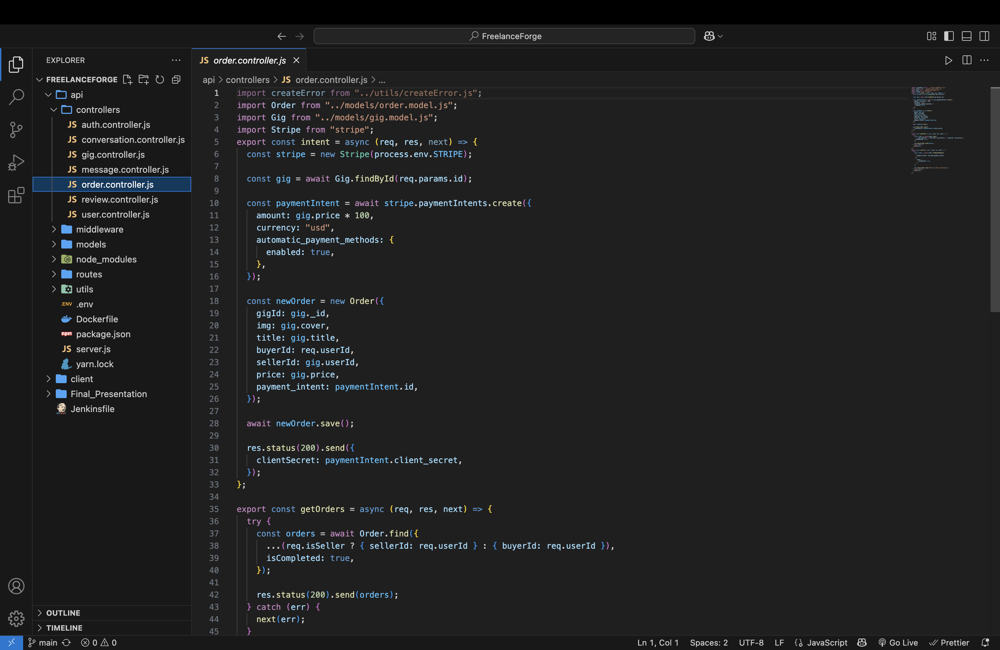 FreelanceForge
EXPLORER
FREELANCEFORGE
api
controllers
JS auth.controller.js
JS conversation.controller.js
JS gig.controller.js
JS message.controller.js
JS order.controller.js
JS review.controller.js
JS user.controller.js
middleware
models
node_modules
routes
utils
.ENV .env
Dockerfile
npm package.json
JS server.js
yarn.lock
client
Final_Presentation
Jenkinsfile
OUTLINE
TIMELINE
JS order.controller.js
api > controllers > JS order.controller.js > ...
1 import createError from "../utils/createError.js";
2 import Order from "../models/order.model.js";
3 import Gig from "../models/gig.model.js";
4 import Stripe from "stripe";
5 export const intent = async (req, res, next) => {
6   const stripe = new Stripe(process.env.STRIPE);
7
8   const gig = await Gig.findById(req.params.id);
9
10   const paymentIntent = await stripe.paymentIntents.create({
11     amount: gig.price * 100,
12     currency: "usd",
13     automatic_payment_methods: {
14       enabled: true,
15     },
16   });
17
18   const newOrder = new Order({
19     gigId: gig._id,
20     img: gig.cover,
21     title: gig.title,
22     buyerId: req.userId,
23     sellerId: gig.userId,
24     price: gig.price,
25     payment_intent: paymentIntent.id,
26   });
27
28   await newOrder.save();
29
30   res.status(200).send({
31     clientSecret: paymentIntent.client_secret,
32   });
33 };
34
35 export const getOrders = async (req, res, next) => {
36   try {
37     const orders = await Order.find({
38       ...(req.isSeller ? { sellerId: req.userId } : { buyerId: req.userId }),
39       isCompleted: true,
40     });
41
42     res.status(200).send(orders);
43   } catch (err) {
44     next(err);
45   }
main 0 0 Ln 1, Col 1 Spaces: 2 UTF-8 LF JavaScript Go Live Prettier